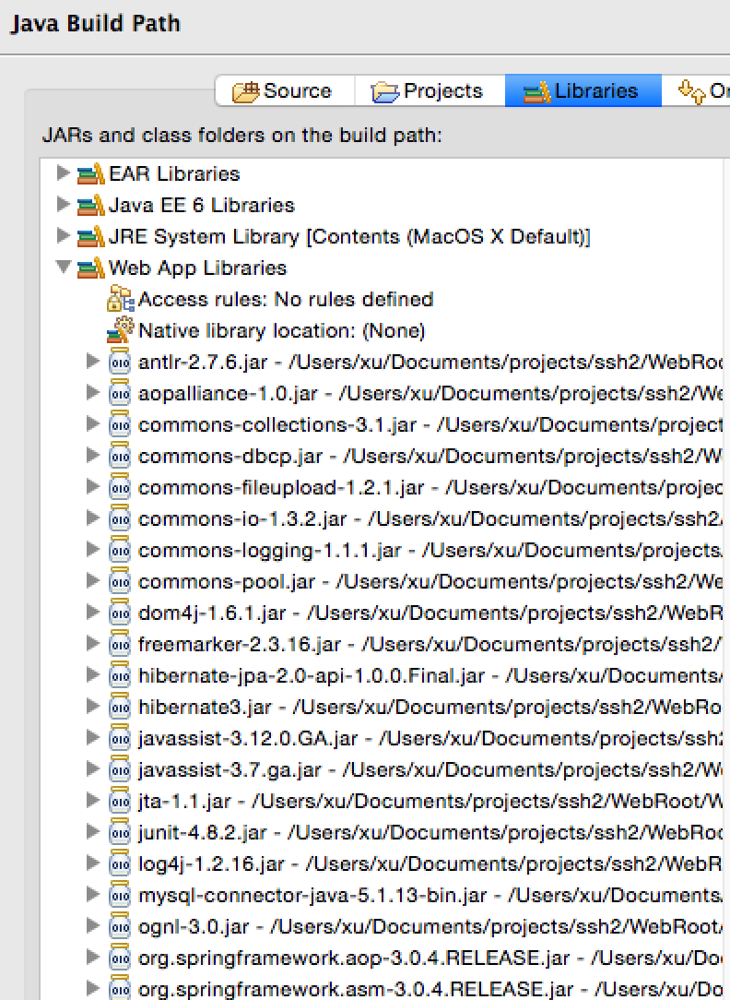 Java Build Path
Source Projects Libraries Or
JARs and class folders on the build path:
EAR Libraries
Java EE 6 Libraries
JRE System Library [Contents (MacOS X Default)]
Web App Libraries
Access rules: No rules defined
Native library location: (None)
antlr-2.7.6.jar - /Users/xu/Documents/projects/ssh2/WebRoo
aopalliance-1.0.jar - /Users/xu/Documents/projects/ssh2/We
commons-collections-3.1.jar - /Users/xu/Documents/project
commons-dbcp.jar - /Users/xu/Documents/projects/ssh2/W
commons-fileupload-1.2.1.jar - /Users/xu/Documents/projec
commons-io-1.3.2.jar - /Users/xu/Documents/projects/ssh2/
commons-logging-1.1.1.jar - /Users/xu/Documents/projects/
commons-pool.jar - /Users/xu/Documents/projects/ssh2/We
dom4j-1.6.1.jar - /Users/xu/Documents/projects/ssh2/WebR
freemarker-2.3.16.jar - /Users/xu/Documents/projects/ssh2/
hibernate-jpa-2.0-api-1.0.0.Final.jar - /Users/xu/Documents/
hibernate3.jar - /Users/xu/Documents/projects/ssh2/WebRo
javassist-3.12.0.GA.jar - /Users/xu/Documents/projects/ssh2
javassist-3.7.ga.jar - /Users/xu/Documents/projects/ssh2/We
jta-1.1.jar - /Users/xu/Documents/projects/ssh2/WebRoot/W
junit-4.8.2.jar - /Users/xu/Documents/projects/ssh2/WebRoo
log4j-1.2.16.jar - /Users/xu/Documents/projects/ssh2/WebR
mysql-connector-java-5.1.13-bin.jar - /Users/xu/Documents/
ognl-3.0.jar - /Users/xu/Documents/projects/ssh2/WebRoot/
org.springframework.aop-3.0.4.RELEASE.jar - /Users/xu/Do
org.springframework.asm-3.0.4.RELEASE.jar - /Users/xu/Do